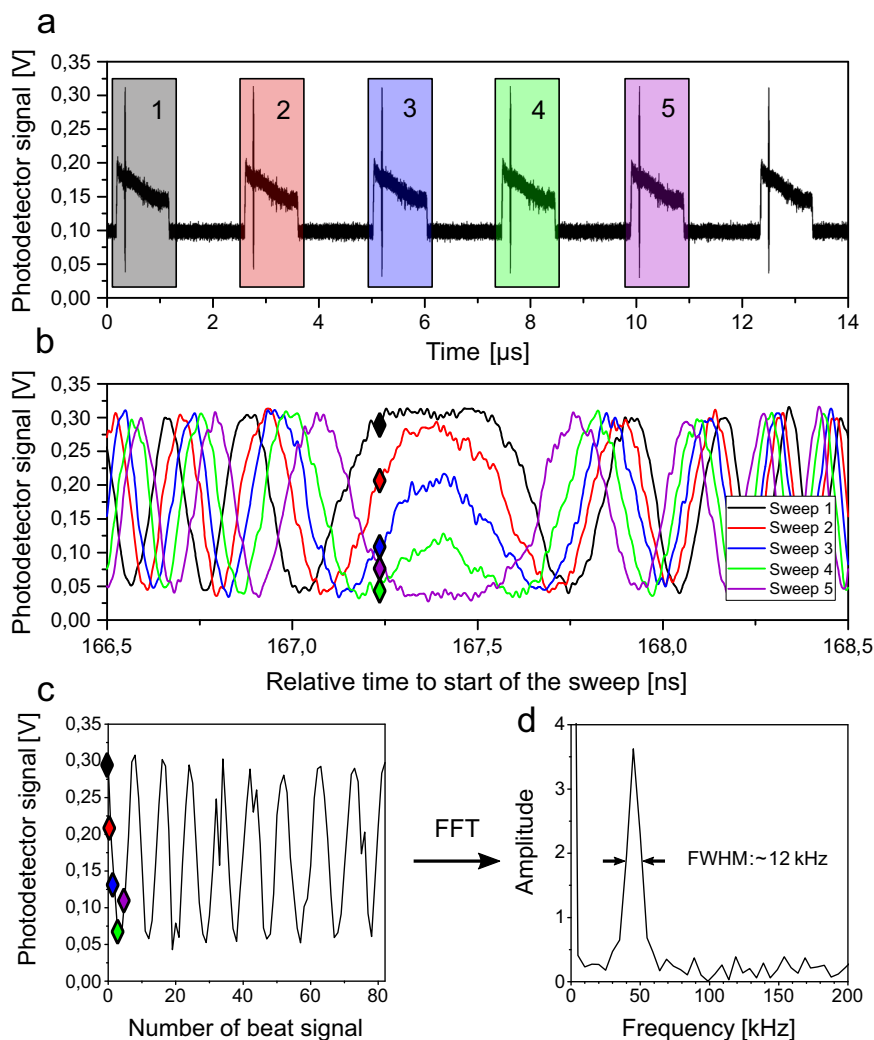 a
Photodetector signal [V]
0,35
0,30
0,25
0,20
0,15
0,10
0,05
0,00
1 2 3 4 5
0 2 4 6 8 10 12 14
Time [µs]
b
Photodetector signal [V]
0,35
0,30
0,25
0,20
0,15
0,10
0,05
0,00
Sweep 1
Sweep 2
Sweep 3
Sweep 4
Sweep 5
166,5 167,0 167,5 168,0 168,5
Relative time to start of the sweep [ns]
c
Photodetector signal [V]
0,35
0,30
0,25
0,20
0,15
0,10
0,05
0,00
0 20 40 60 80
Number of beat signal
FFT
d
Amplitude
4
3
2
1
0
FWHM:~12 kHz
0 50 100 150 200
Frequency [kHz]